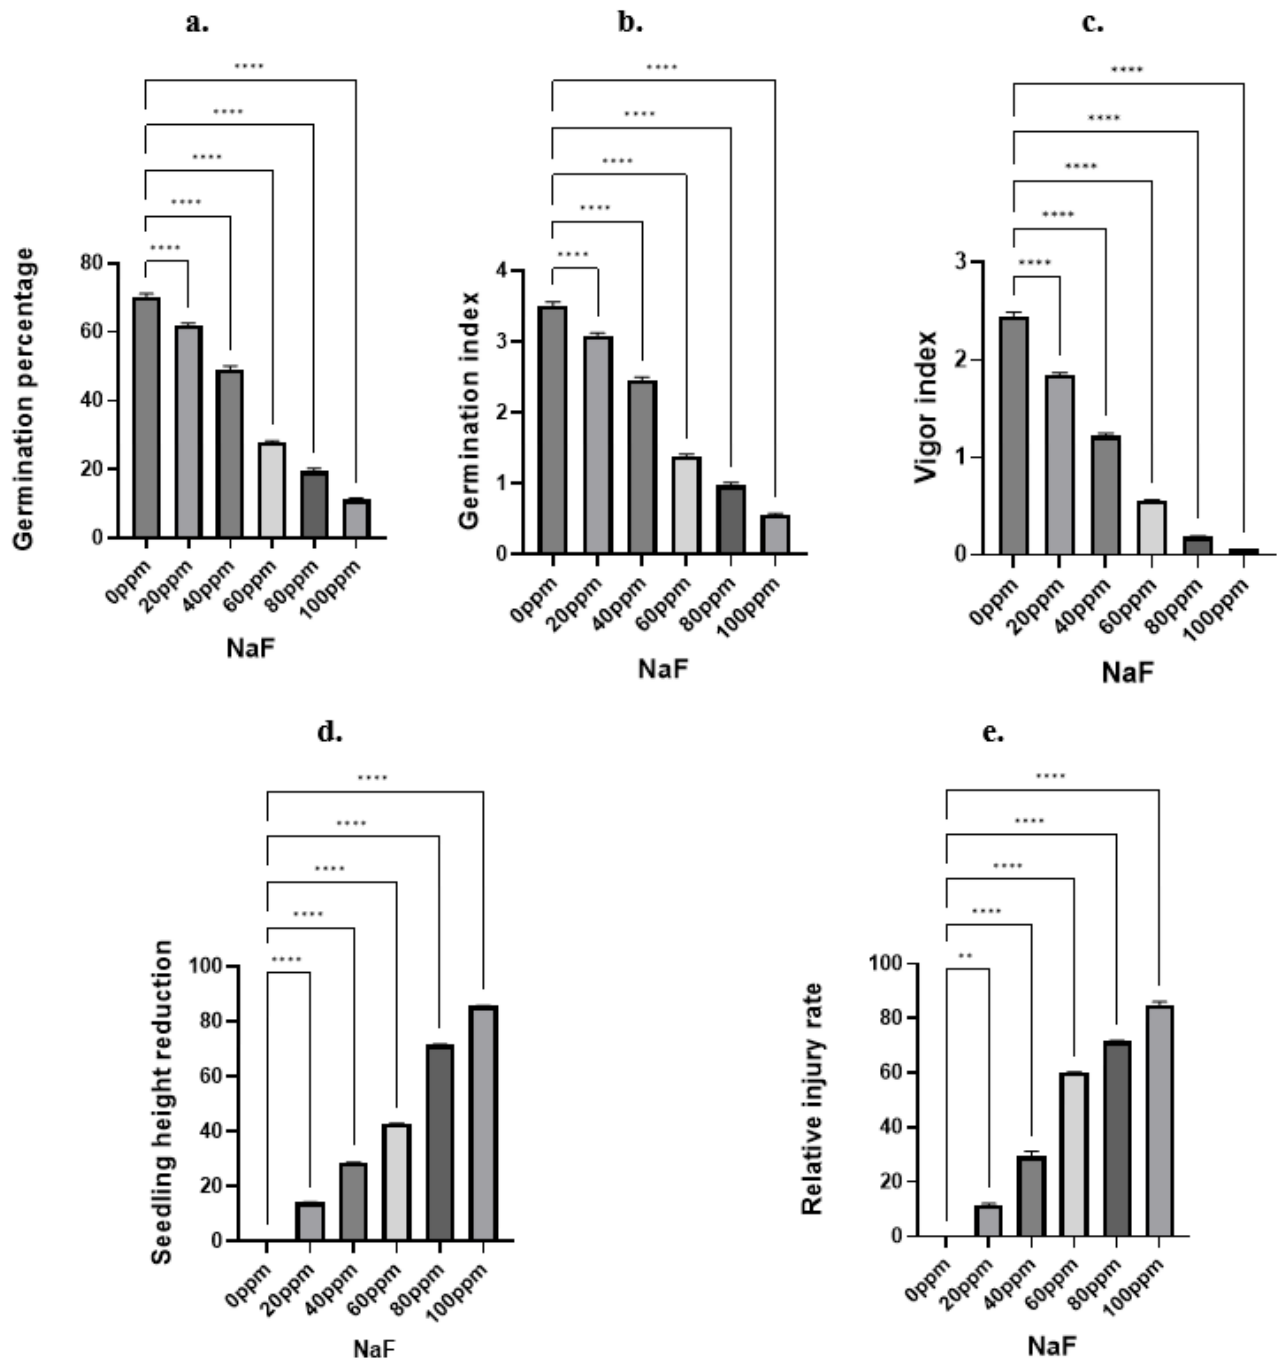 a.
****
****
****
****
****
Germination percentage
80
60
40
20
0
0ppm
20ppm
40ppm
60ppm
80ppm
100ppm
NaF
b.
****
****
****
****
****
Germination index
4
3
2
1
0
0ppm
20ppm
40ppm
60ppm
80ppm
100ppm
NaF
c.
****
****
****
****
****
Vigor index
3
2
1
0
0ppm
20ppm
40ppm
60ppm
80ppm
100ppm
NaF
d.
****
****
****
****
****
Seedling height reduction
100
80
60
40
20
0
0ppm
20ppm
40ppm
60ppm
80ppm
100ppm
NaF
e.
****
****
****
****
**
Relative injury rate
100
80
60
40
20
0
0ppm
20ppm
40ppm
60ppm
80ppm
100ppm
NaF